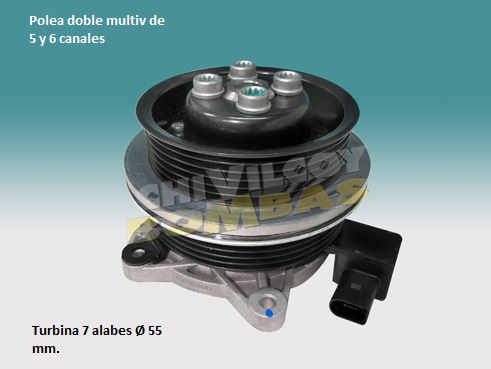 Polea doble multiv de
5 y 6 canales
CHIVILCOY
BOMBAS
Turbina 7 alabes Ø 55
mm.